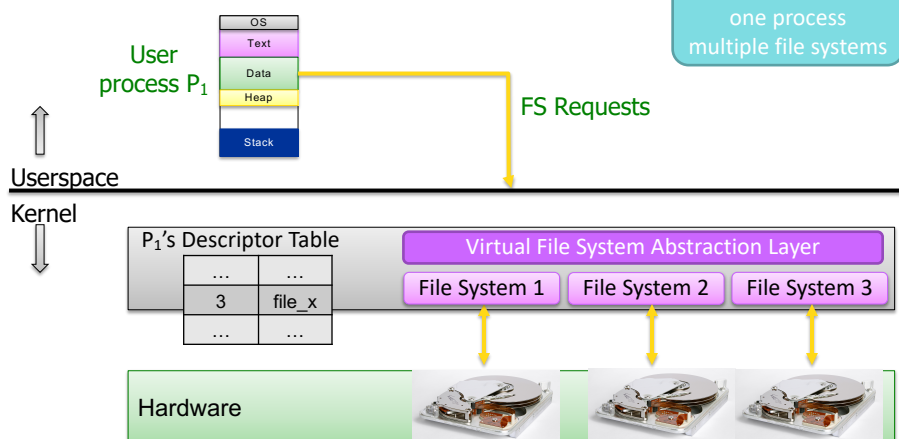 one process
multiple file systems
OS
Text
Data
Heap
Stack
User
process P₁
FS Requests
Userspace
Kernel
P₁'s Descriptor Table
… …
3 file_x
… …
Virtual File System Abstraction Layer
File System 1 File System 2 File System 3
Hardware